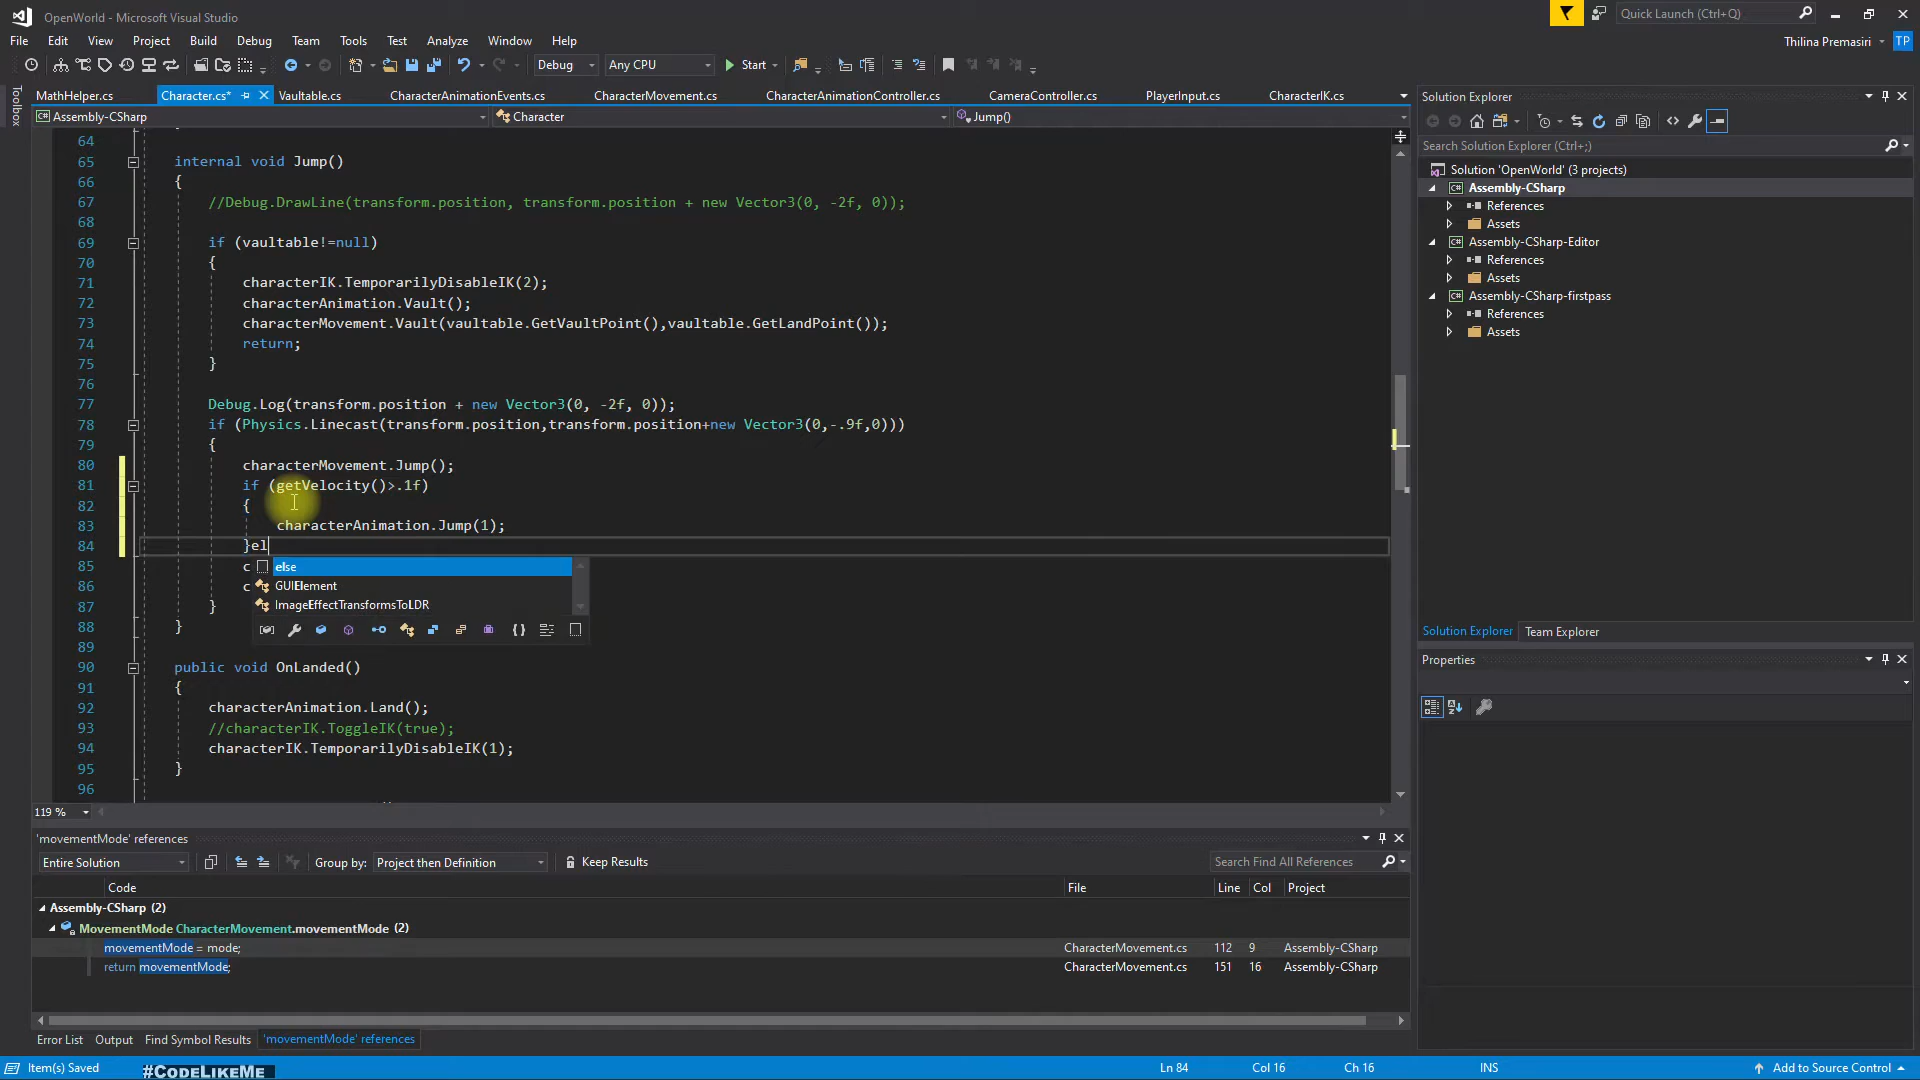 OpenWorld - Microsoft Visual Studio
Quick Launch (Ctrl+Q)
File Edit View Project Build Debug Team Tools Test Analyze Window Help
Thilina Premasiri TP
Debug Any CPU Start
Toolbox
MathHelper.cs Character.cs* Vaultable.cs CharacterAnimationEvents.cs CharacterMovement.cs CharacterAnimationController.cs CameraController.cs PlayerInput.cs CharacterIK.cs
Assembly-CSharp Character Jump()
64
65 internal void Jump()
66 {
67 //Debug.DrawLine(transform.position, transform.position + new Vector3(0, -2f, 0));
68
69 if (vaultable!=null)
70 {
71 characterIK.TemporarilyDisableIK(2);
72 characterAnimation.Vault();
73 characterMovement.Vault(vaultable.GetVaultPoint(),vaultable.GetLandPoint());
74 return;
75 }
76
77 Debug.Log(transform.position + new Vector3(0, -2f, 0));
78 if (Physics.Linecast(transform.position,transform.position+new Vector3(0,-.9f,0)))
79 {
80 characterMovement.Jump();
81 if (getVelocity()>.1f)
82 {
83 characterAnimation.Jump(1);
84 }el
85 c else
86 c GUIElement
ImageEffectTransformsToLDR
87 }
88 }
89
90 public void OnLanded()
91 {
92 characterAnimation.Land();
93 //characterIK.ToggleIK(true);
94 characterIK.TemporarilyDisableIK(1);
95 }
96
119 %
Solution Explorer
Search Solution Explorer (Ctrl+;)
Solution 'OpenWorld' (3 projects)
Assembly-CSharp
References
Assets
Assembly-CSharp-Editor
References
Assets
Assembly-CSharp-firstpass
References
Assets
Solution Explorer Team Explorer
Properties
'movementMode' references
Entire Solution Group by: Project then Definition Keep Results Search Find All References
Code File Line Col Project
Assembly-CSharp (2)
MovementMode CharacterMovement.movementMode (2)
movementMode = mode; CharacterMovement.cs 112 9 Assembly-CSharp
return movementMode; CharacterMovement.cs 151 16 Assembly-CSharp
Error List Output Find Symbol Results 'movementMode' references
Item(s) Saved #CODELIKEME Ln 84 Col 16 Ch 16 INS Add to Source Control